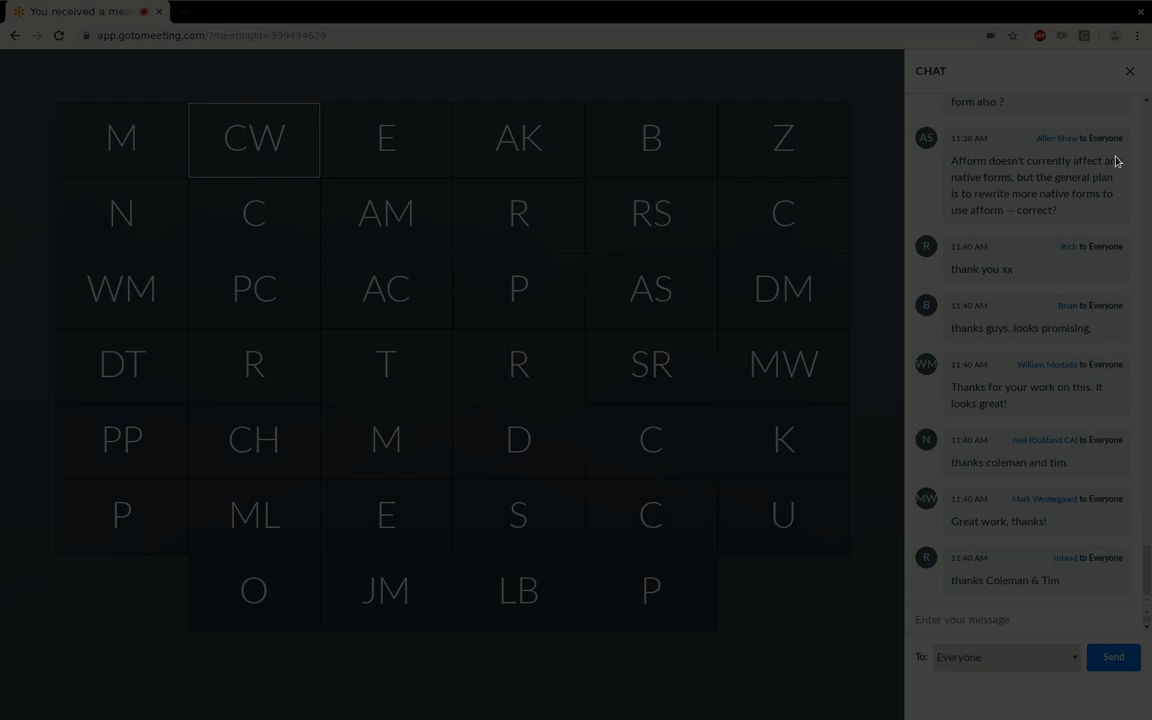 You received a mes
app.gotomeeting.com/?meetingId=999494629
M CW E AK B Z
N C AM R RS C
WM PC AC P AS DM
DT R T R SR MW
PP CH M D C K
P ML E S C U
O JM LB P
CHAT
form also ?
AS 11:38 AM Allen Shaw to Everyone
Afform doesn't currently affect
native forms, but the general plan
is to rewrite more native forms to
use afform -- correct?
R 11:40 AM Rich to Everyone
thank you xx
B 11:40 AM Brian to Everyone
thanks guys. looks promising.
WM 11:40 AM William Mortada to Everyone
Thanks for your work on this. It
looks great!
N 11:40 AM Neil (Oakland CA) to Everyone
thanks coleman and tim.
MW 11:40 AM Mark Westergaard to Everyone
Great work, thanks!
R 11:40 AM roland to Everyone
thanks Coleman & Tim
Enter your message
To: Everyone Send